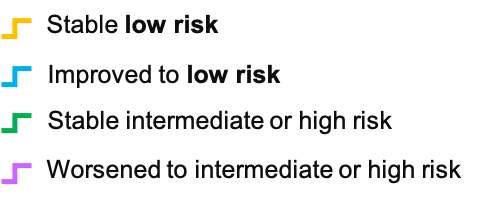 Stable low risk
Improved to low risk
Stable intermediate or high risk
Worsened to intermediate or high risk